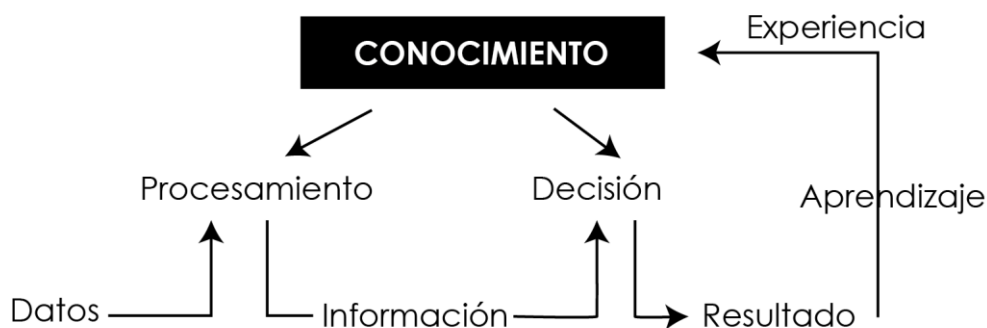 Experiencia
CONOCIMIENTO
Procesamiento
Decisión
Aprendizaje
Datos
Información
Resultado